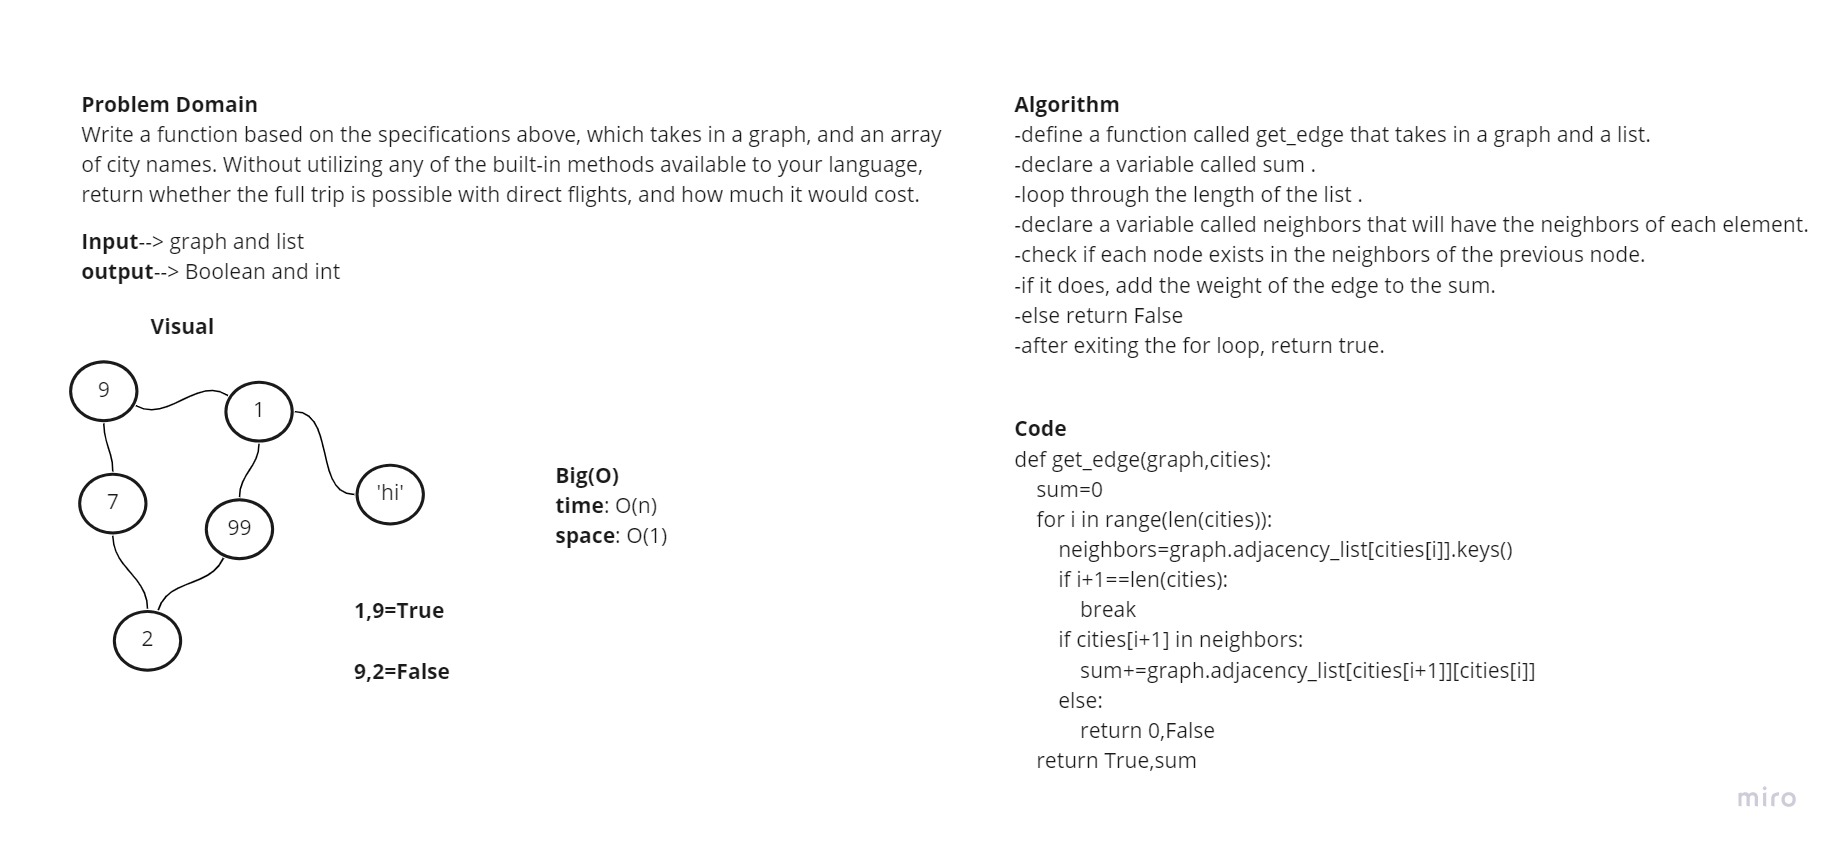 Problem Domain
Write a function based on the specifications above, which takes in a graph, and an array
of city names. Without utilizing any of the built-in methods available to your language,
return whether the full trip is possible with direct flights, and how much it would cost.
Input--> graph and list
output--> Boolean and int
Visual
9
1
'hi'
7
99
2
1,9=True
9,2=False
Big(O)
time: O(n)
space: O(1)
Algorithm
-define a function called get_edge that takes in a graph and a list.
-declare a variable called sum .
-loop through the length of the list .
-declare a variable called neighbors that will have the neighbors of each element.
-check if each node exists in the neighbors of the previous node.
-if it does, add the weight of the edge to the sum.
-else return False
-after exiting the for loop, return true.
Code
def get_edge(graph,cities):
    sum=0
    for i in range(len(cities)):
        neighbors=graph.adjacency_list[cities[i]].keys()
        if i+1==len(cities):
            break
        if cities[i+1] in neighbors:
            sum+=graph.adjacency_list[cities[i+1]][cities[i]]
        else:
            return 0,False
    return True,sum
miro